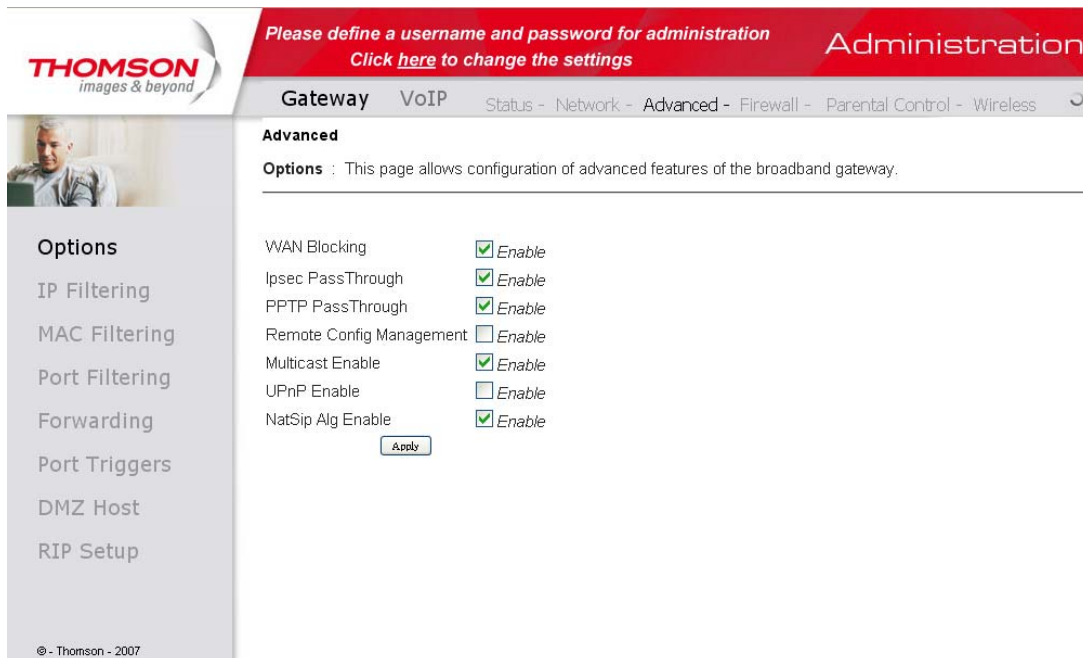 THOMSON
images & beyond
Please define a username and password for administration
Click here to change the settings
Administration
Gateway VoIP Status - Network - Advanced - Firewall - Parental Control - Wireless
Advanced
Options : This page allows configuration of advanced features of the broadband gateway.
Options
IP Filtering
MAC Filtering
Port Filtering
Forwarding
Port Triggers
DMZ Host
RIP Setup
WAN Blocking Enable
Ipsec PassThrough Enable
PPTP PassThrough Enable
Remote Config Management Enable
Multicast Enable Enable
UPnP Enable Enable
NatSip Alg Enable Enable
Apply
© - Thomson - 2007